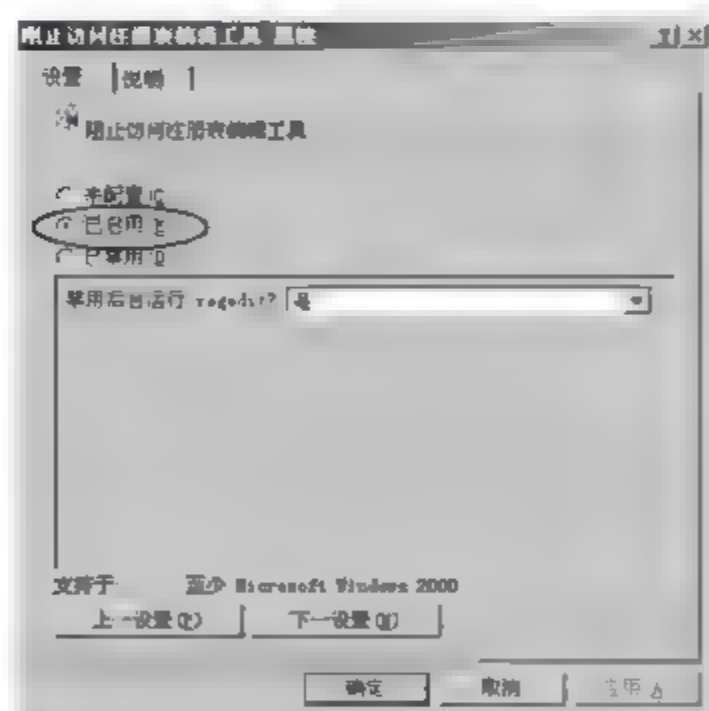 阻止访问注册表编辑工具 属性
设置 说明
阻止访问注册表编辑工具
未配置(C)
已启用(E)
已禁用(D)
禁用后台运行 regedit? 是
支持于: 至少 Microsoft Windows 2000
上一设置(P) 下一设置(N)
确定 取消 应用(A)